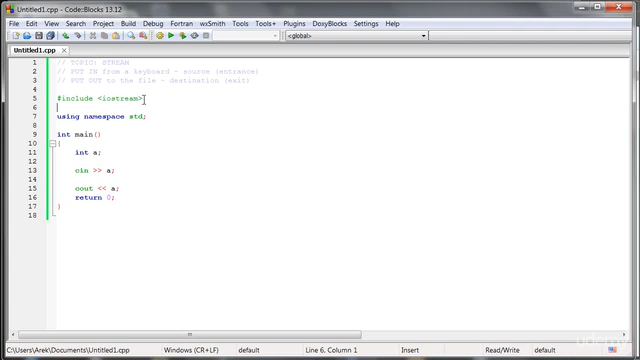 Untitled1.cpp - Code::Blocks 13.12
File Edit View Search Project Build Debug Fortran wxSmith Tools Tools+ Plugins DoxyBlocks Settings Help
<global>
Untitled1.cpp
1 // TOPIC: STREAM
2 // PUT IN from a keyboard - source (entrance)
3 // PUT OUT to the file - destination (exit)
4
5 #include <iostream>
6
7 using namespace std;
8
9 int main()
10 {
11 int a;
12
13 cin >> a;
14
15 cout << a;
16 return 0;
17 }
18
C:\Users\Arek\Documents\Untitled1.cpp Windows (CR+LF) default Line 6, Column 1 Insert Read/Write default
udemy